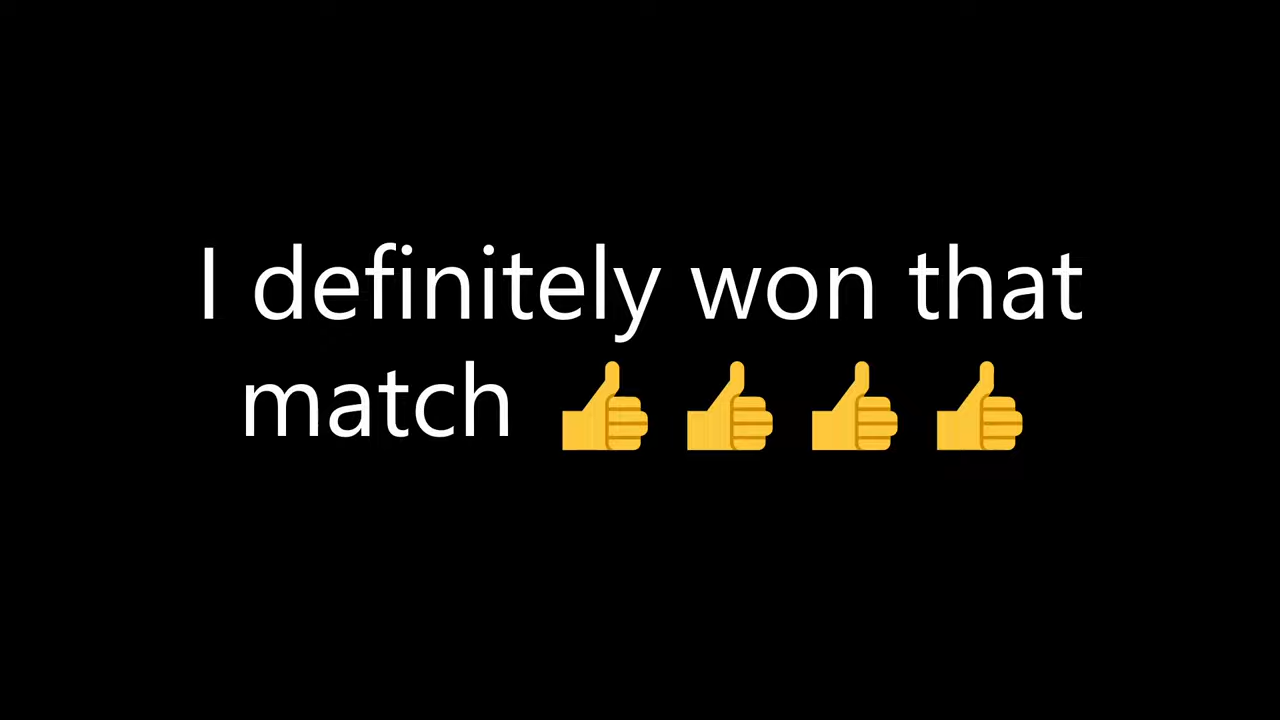 I definitely won that
match 👍 👍 👍 👍